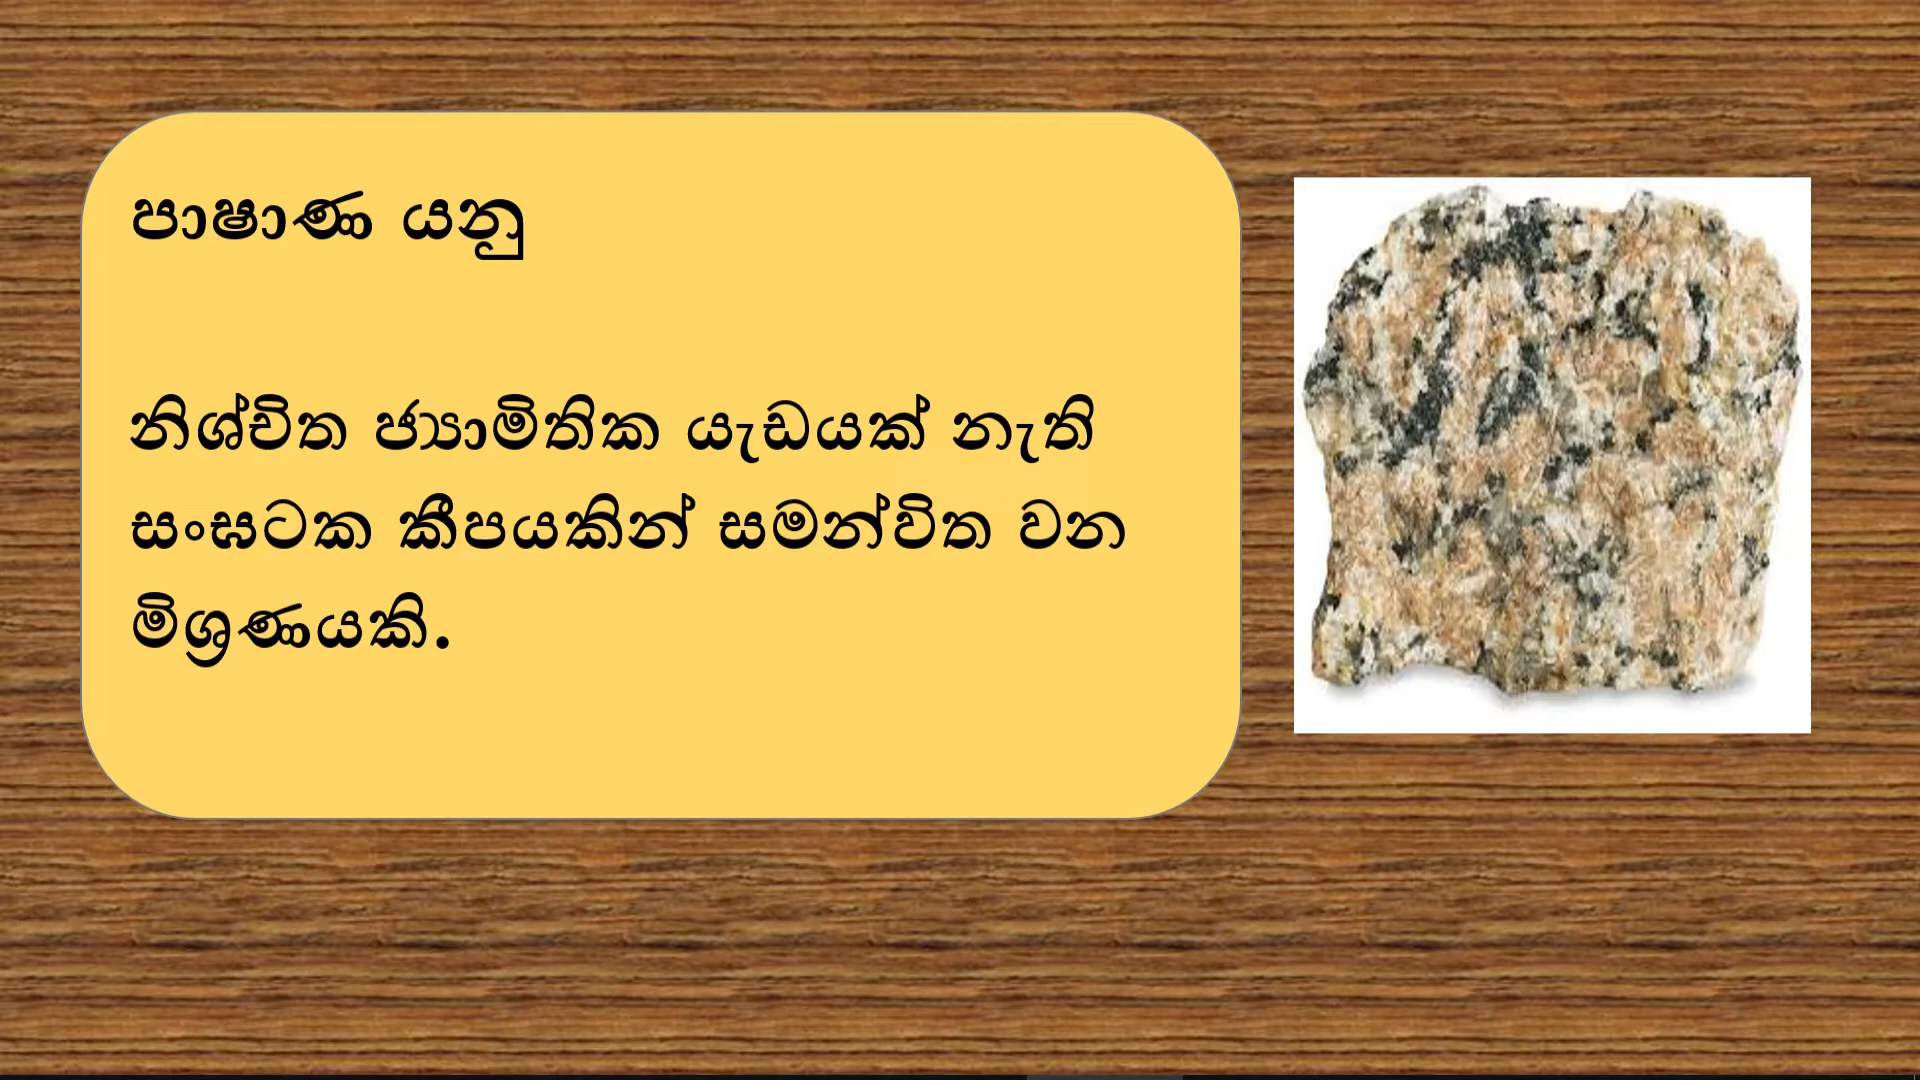 පාෂාණ යනු
නිශ්චිත ජ්‍යාමිතික යැඩයක් නැති
සංඝටක කීපයකින් සමන්විත වන
මිශ්‍රණයකි.